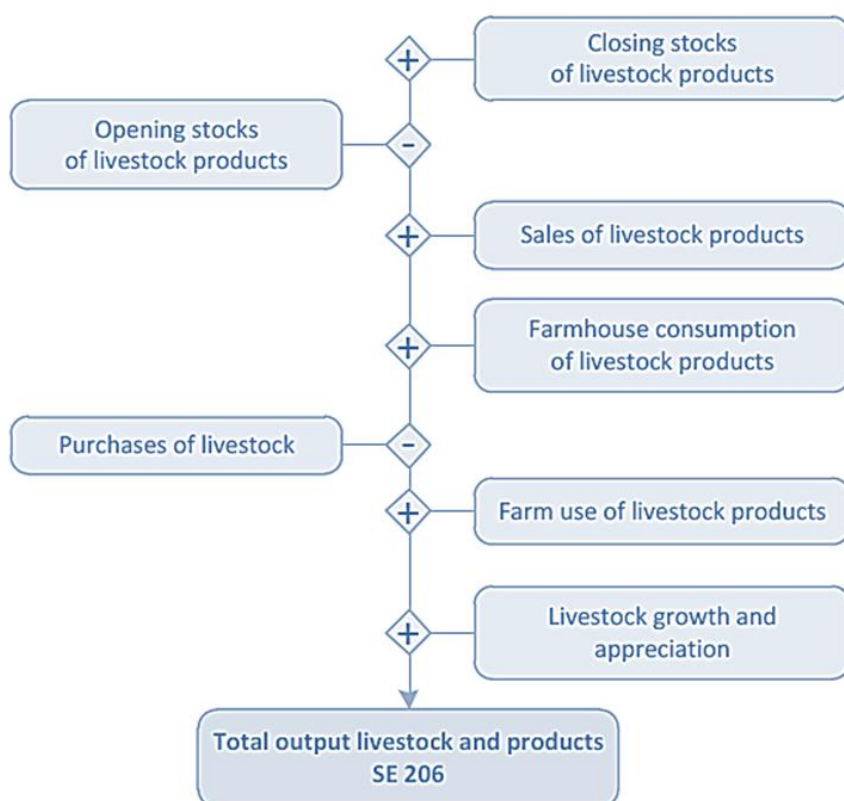 +
Closing stocks
of livestock products
Opening stocks
of livestock products
-
+
Sales of livestock products
+
Farmhouse consumption
of livestock products
Purchases of livestock
-
+
Farm use of livestock products
+
Livestock growth and
appreciation
Total output livestock and products
SE 206